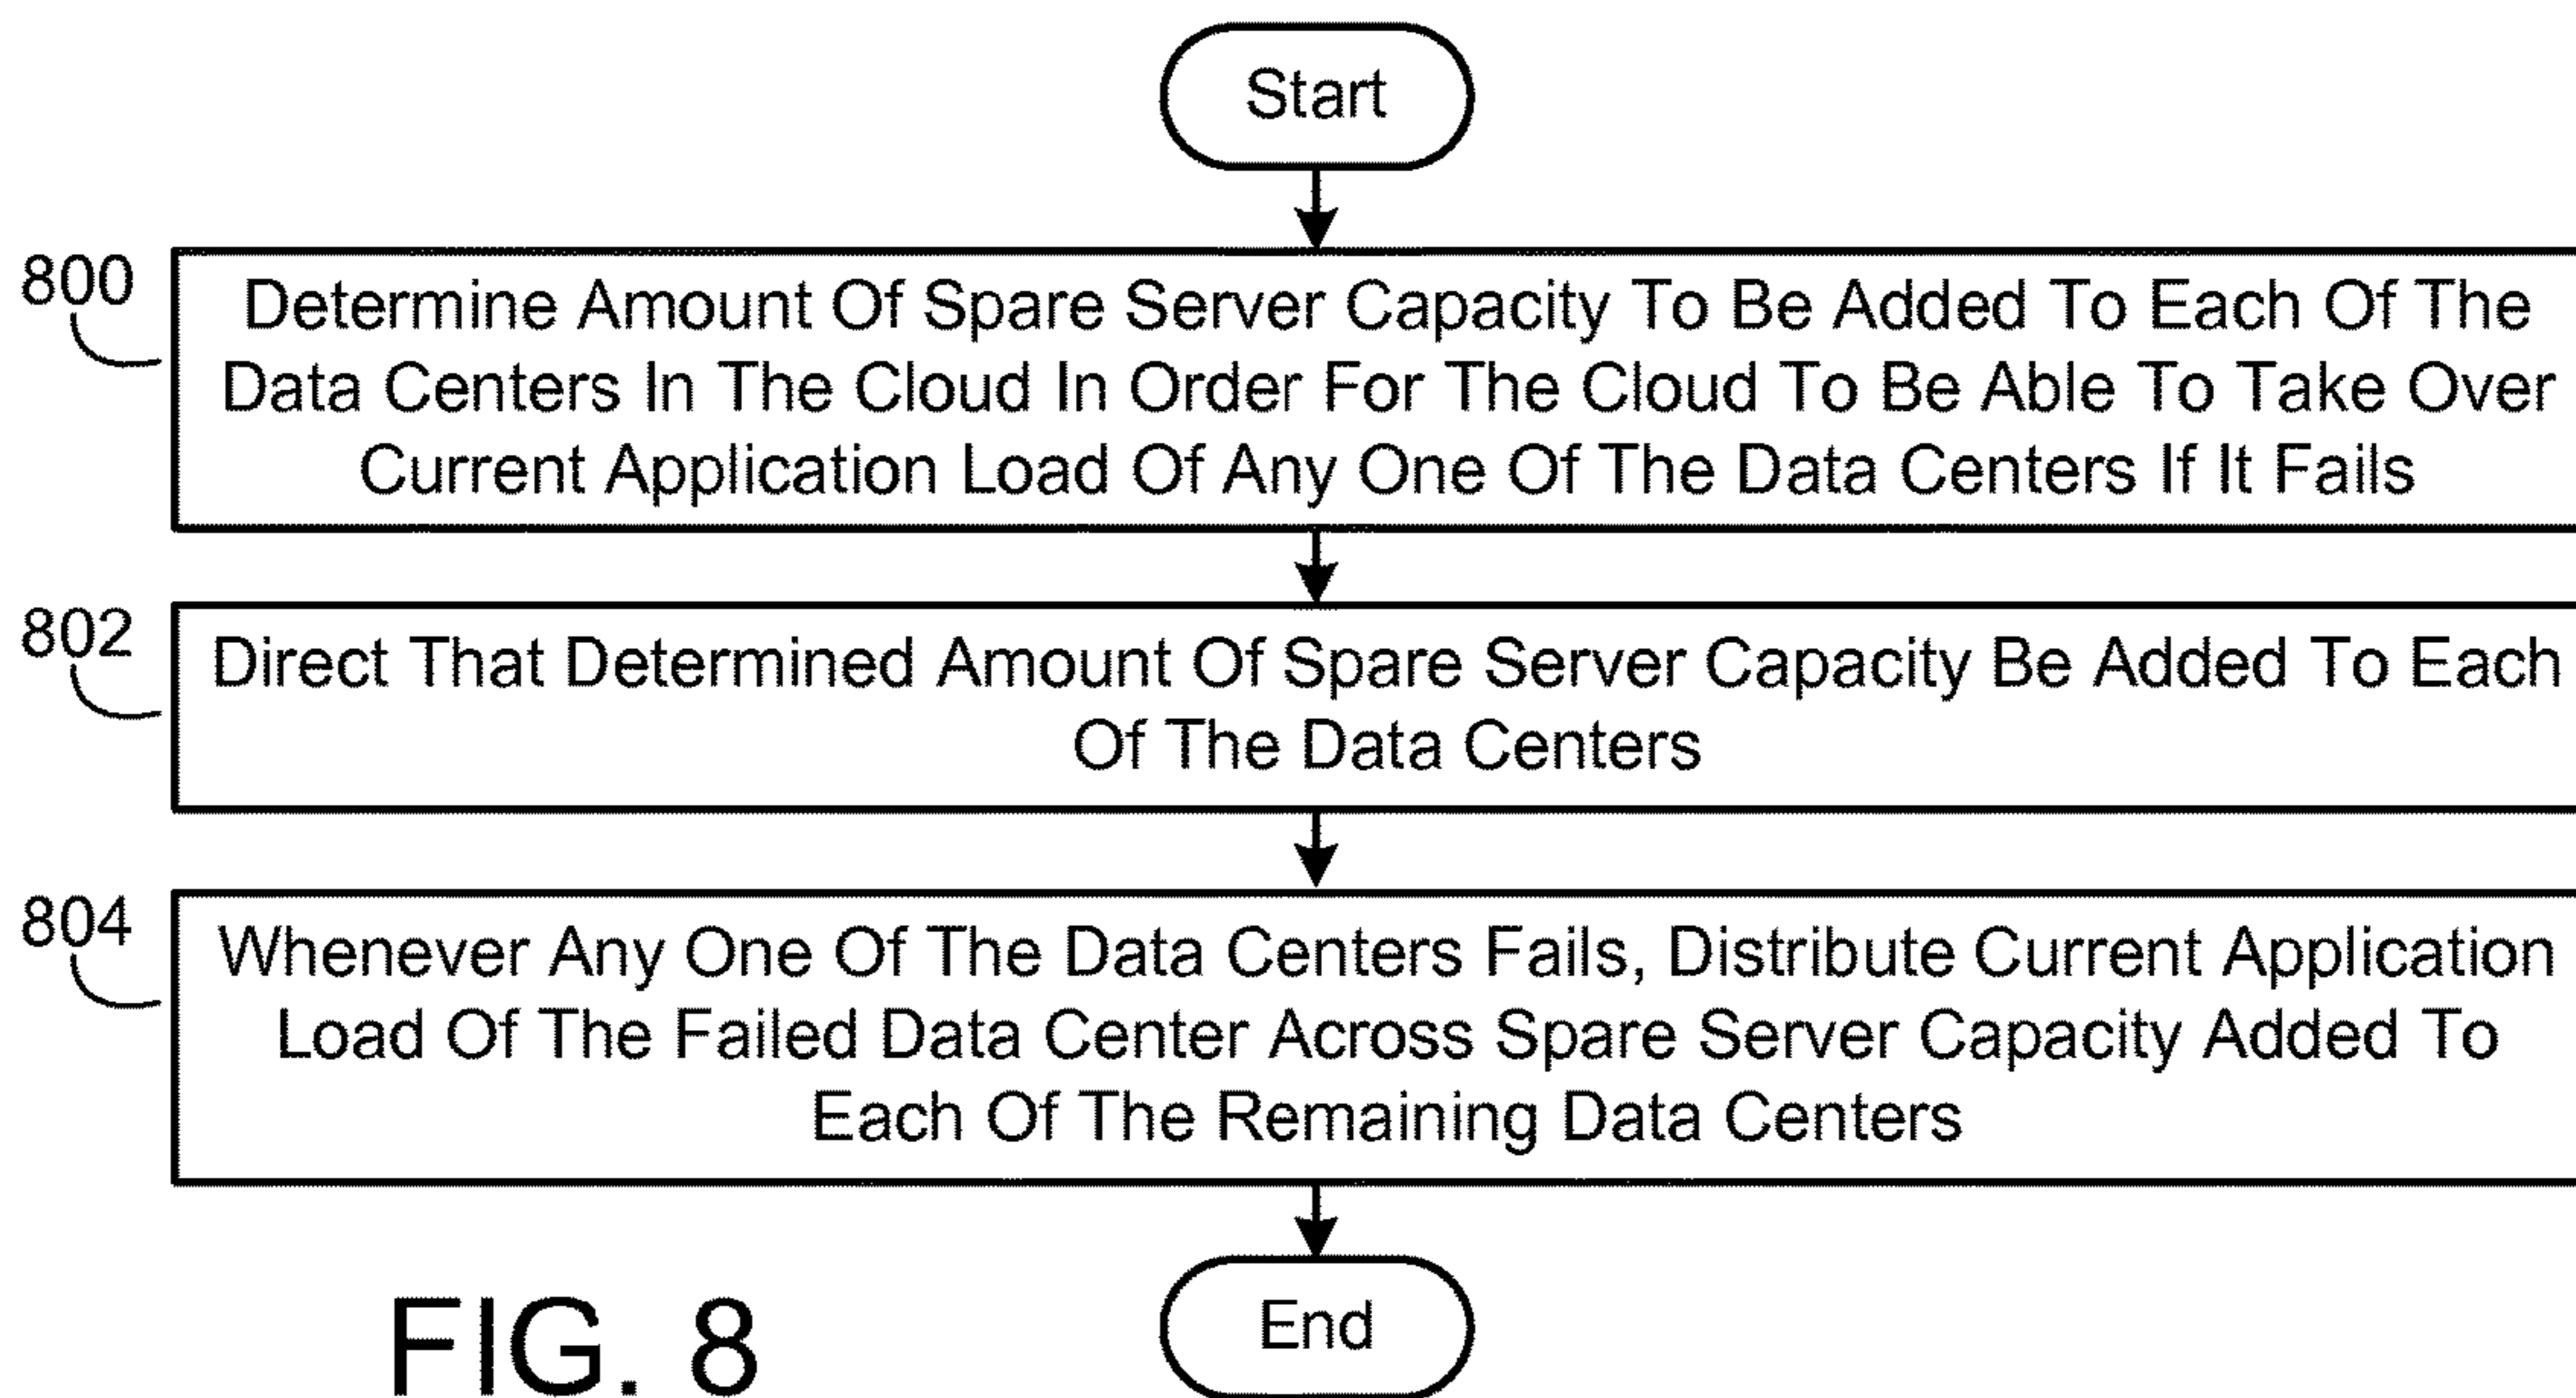 Start
800
Determine Amount Of Spare Server Capacity To Be Added To Each Of The
Data Centers In The Cloud In Order For The Cloud To Be Able To Take Over
Current Application Load Of Any One Of The Data Centers If It Fails
802
Direct That Determined Amount Of Spare Server Capacity Be Added To Each
Of The Data Centers
804
Whenever Any One Of The Data Centers Fails, Distribute Current Application
Load Of The Failed Data Center Across Spare Server Capacity Added To
Each Of The Remaining Data Centers
End
FIG. 8